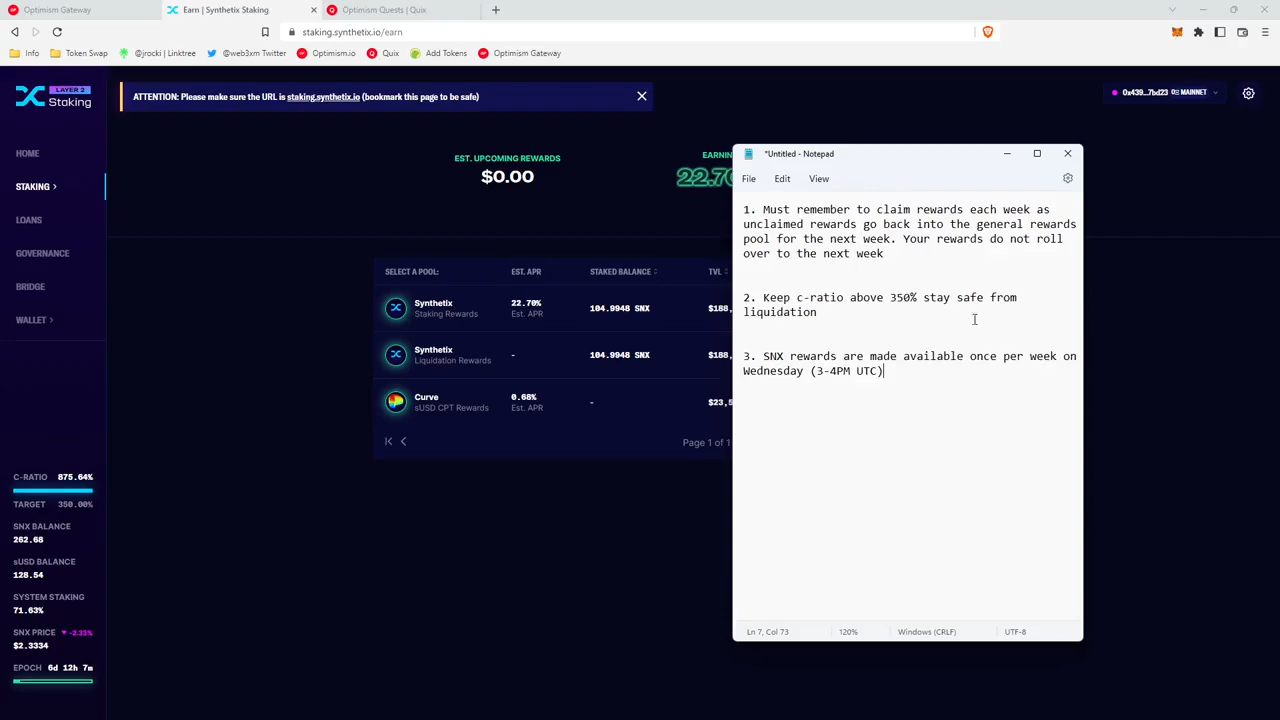 Optimism Gateway
Earn | Synthetix Staking
Optimism Quests | Quix
staking.synthetix.io/earn
Info
Token Swap
@jrocki | Linktree
@web3xm Twitter
Optimism.io
Quix
Add Tokens
Optimism Gateway
LAYER 2
Staking
ATTENTION: Please make sure the URL is staking.synthetix.io (bookmark this page to be safe)
0x439...7bd23 MAINNET
HOME
STAKING
LOANS
GOVERNANCE
BRIDGE
WALLET
EST. UPCOMING REWARDS
$0.00
EARNIN
22.70
SELECT A POOL: EST. APR STAKED BALANCE TVL
Synthetix 22.70% 104.9948 SNX $188,
Staking Rewards Est. APR
Synthetix - 104.9948 SNX $188,
Liquidation Rewards
Curve 0.68% - $23,5
sUSD CPT Rewards Est. APR
Page 1 of 1
C-RATIO 875.64%
TARGET 350.00%
SNX BALANCE
262.68
sUSD BALANCE
128.54
SYSTEM STAKING
71.63%
SNX PRICE -2.33%
$2.3334
EPOCH 6d 12h 7m
*Untitled - Notepad
File Edit View
1. Must remember to claim rewards each week as
unclaimed rewards go back into the general rewards
pool for the next week. Your rewards do not roll
over to the next week
2. Keep c-ratio above 350% stay safe from
liquidation
3. SNX rewards are made available once per week on
Wednesday (3-4PM UTC)
Ln 7, Col 73 120% Windows (CRLF) UTF-8